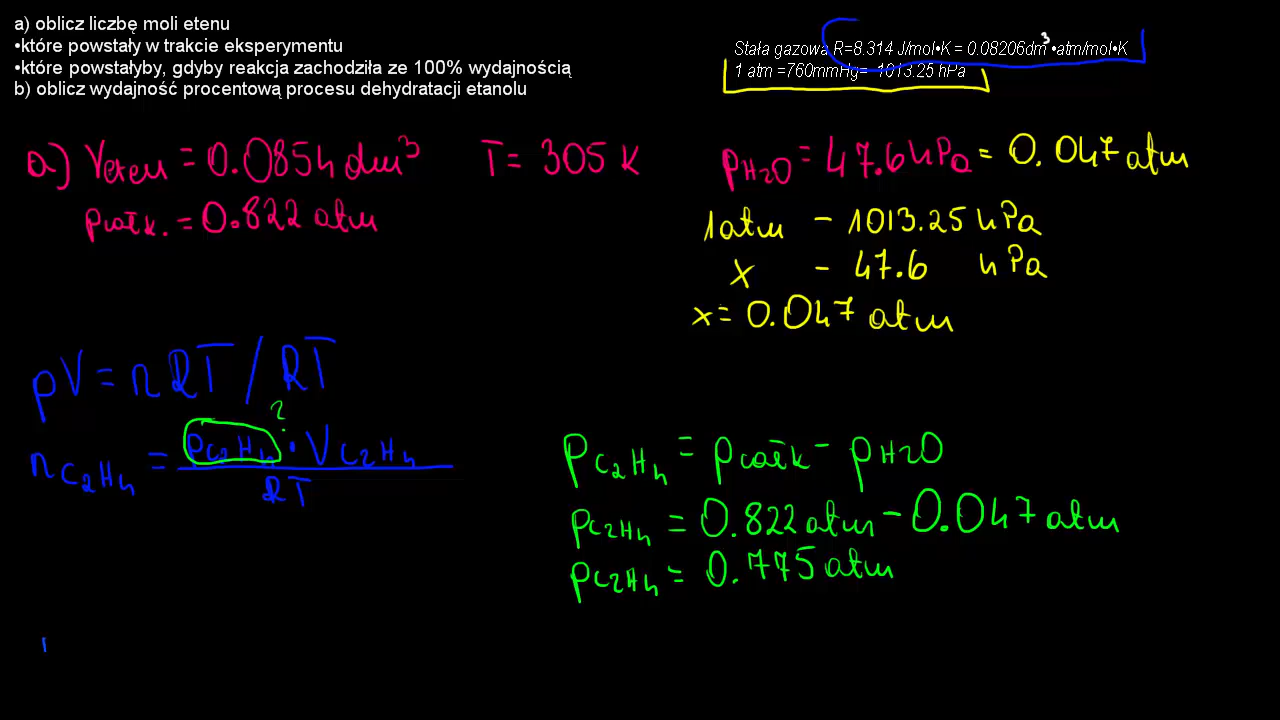 a) oblicz liczbę moli etenu
•które powstały w trakcie eksperymentu
•które powstałyby, gdyby reakcja zachodziła ze 100% wydajnością
b) oblicz wydajność procentową procesu dehydratacji etanolu
Stała gazowa R=8.314 J/mol•K = 0.08206dm³•atm/mol•K
1 atm =760mmHg= 1013.25 hPa
a) Veten = 0.0854 dm³ T = 305 K
pcałk. = 0.822 atm
pH2O = 47.6 hPa = 0.047 atm
1 atm - 1013.25 hPa
x - 47.6 hPa
x = 0.047 atm
pV = nRT / RT
?
nC₂H₄ = pC₂H₄ · VC₂H₄
RT
pC₂H₄ = pcałk - pH2O
pC2H4 = 0.822 atm - 0.047 atm
pC2H4 = 0.775 atm